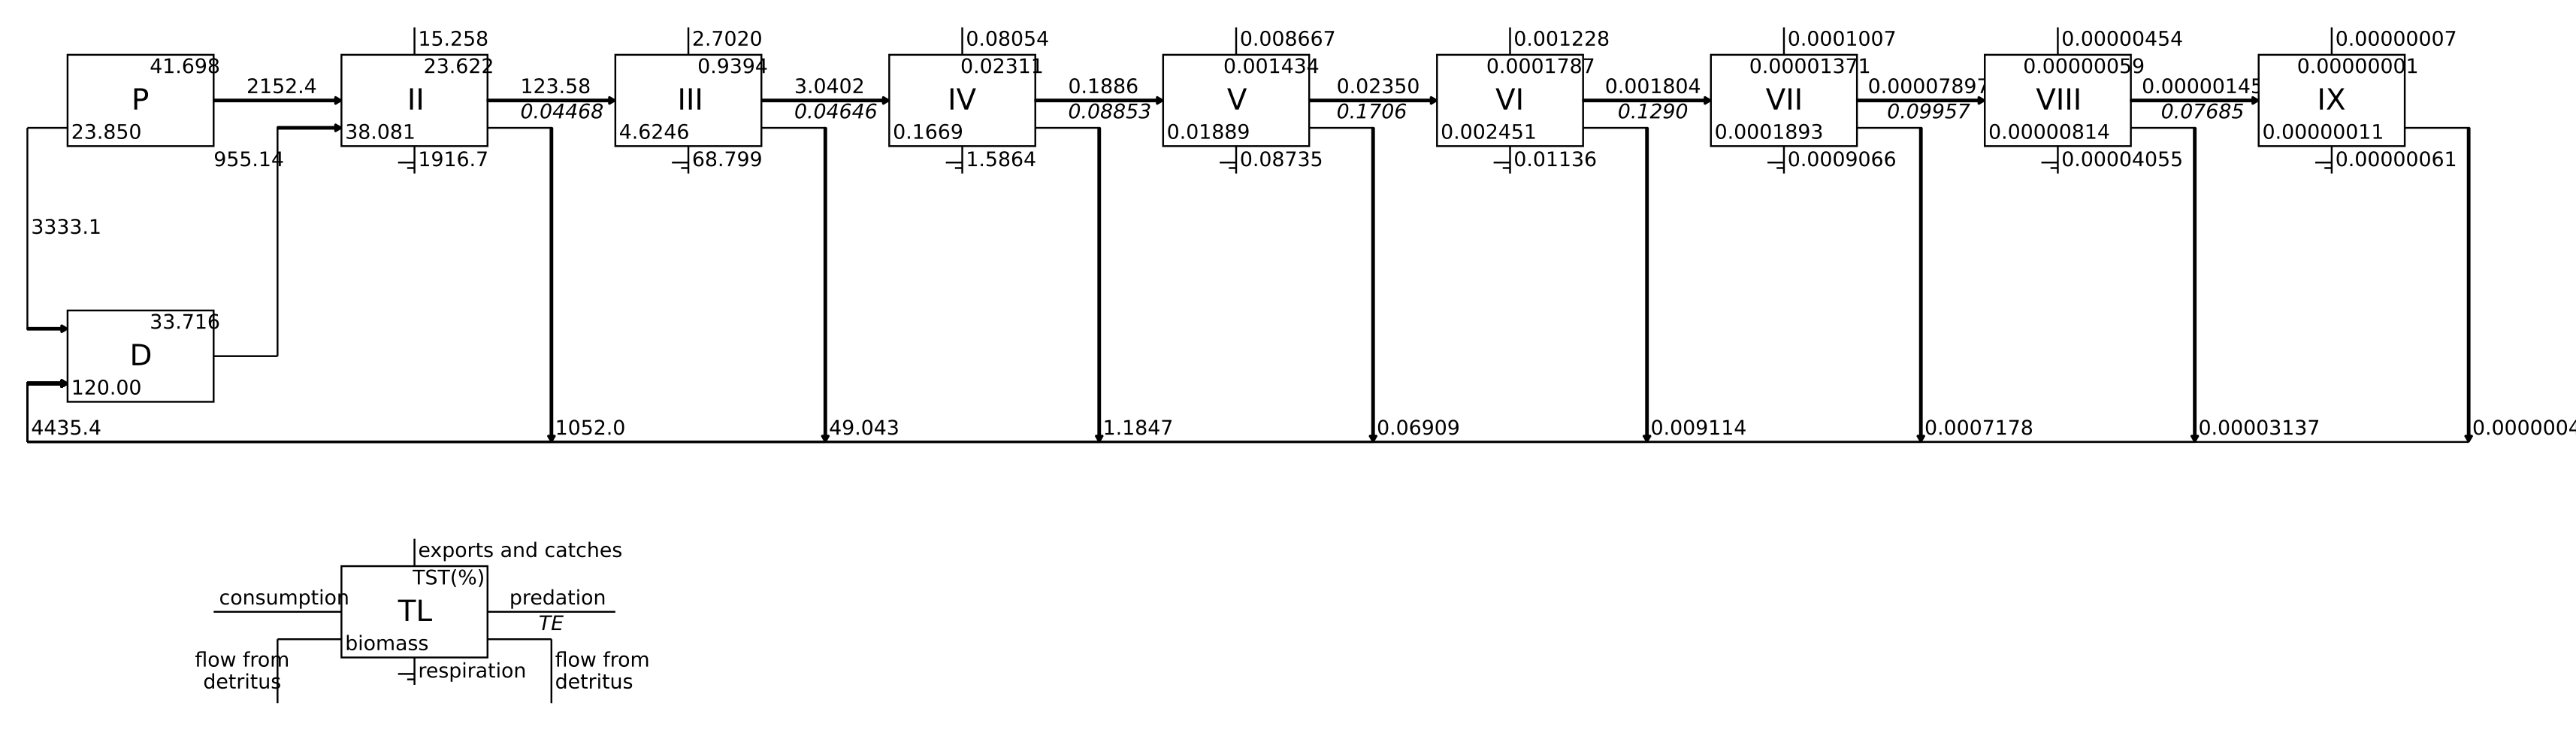 15.258 2.7020 0.08054 0.008667 0.001228 0.0001007 0.00000454 0.00000007
41.698 23.622 0.9394 0.02311 0.001434 0.0001787 0.00001371 0.00000059 0.00000001
2152.4 123.58 3.0402 0.1886 0.02350 0.001804 0.00007897 0.00000145
P II III IV V VI VII VIII IX
0.04468 0.04646 0.08853 0.1706 0.1290 0.09957 0.07685
23.850 38.081 4.6246 0.1669 0.01889 0.002451 0.0001893 0.00000814 0.00000011
955.14 1916.7 68.799 1.5864 0.08735 0.01136 0.0009066 0.00004055 0.00000061
3333.1
33.716
D
120.00
4435.4 1052.0 49.043 1.1847 0.06909 0.009114 0.0007178 0.00003137
exports and catches
TST(%)
consumption TL predation
TE
biomass
flow from
detritus
respiration
flow from
detritus